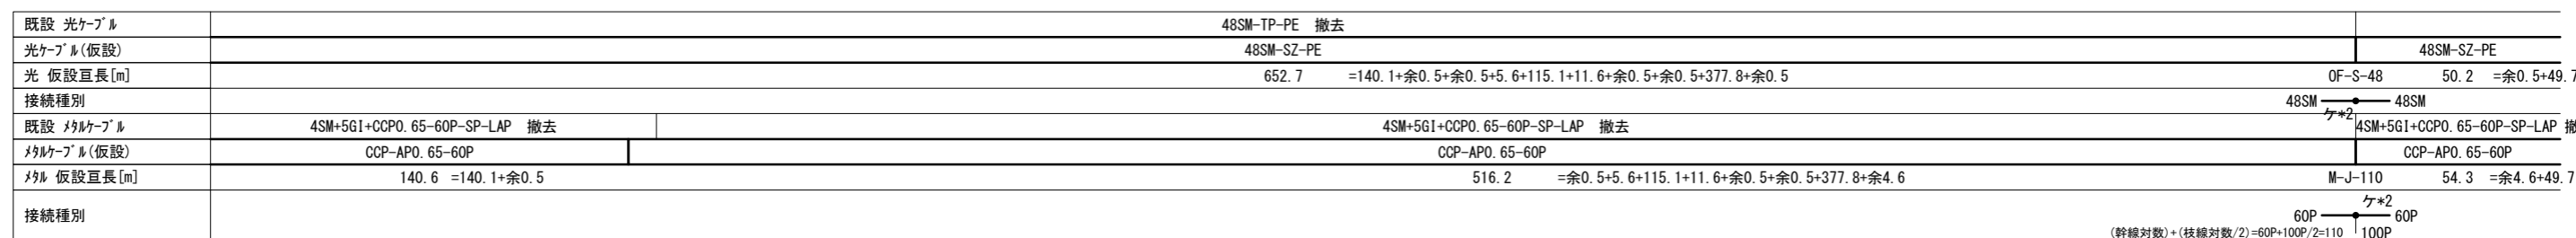 既設 光ｹｰﾌﾞﾙ 48SM-TP-PE 撤去
光ｹｰﾌﾞﾙ(仮設) 48SM-SZ-PE 48SM-SZ-PE
光 仮設亘長[m] 652.7 =140.1+余0.5+余0.5+5.6+115.1+11.6+余0.5+余0.5+377.8+余0.5 OF-S-48 50.2 =余0.5+49.7
接続種別 48SM 48SM
ケ*2
既設 ﾒﾀﾙｹｰﾌﾞﾙ 4SM+5GI+CCP0.65-60P-SP-LAP 撤去 4SM+5GI+CCP0.65-60P-SP-LAP 撤去 4SM+5GI+CCP0.65-60P-SP-LAP
ﾒﾀﾙｹｰﾌﾞﾙ(仮設) CCP-AP0.65-60P CCP-AP0.65-60P CCP-AP0.65-60P
ﾒﾀﾙ 仮設亘長[m] 140.6 =140.1+余0.5 516.2 =余0.5+5.6+115.1+11.6+余0.5+余0.5+377.8+余4.6 M-J-110 54.3 =余4.6+49.7
ケ*2
接続種別 60P 60P
(幹線対数)+(枝線対数/2)=60P+100P/2=110 100P